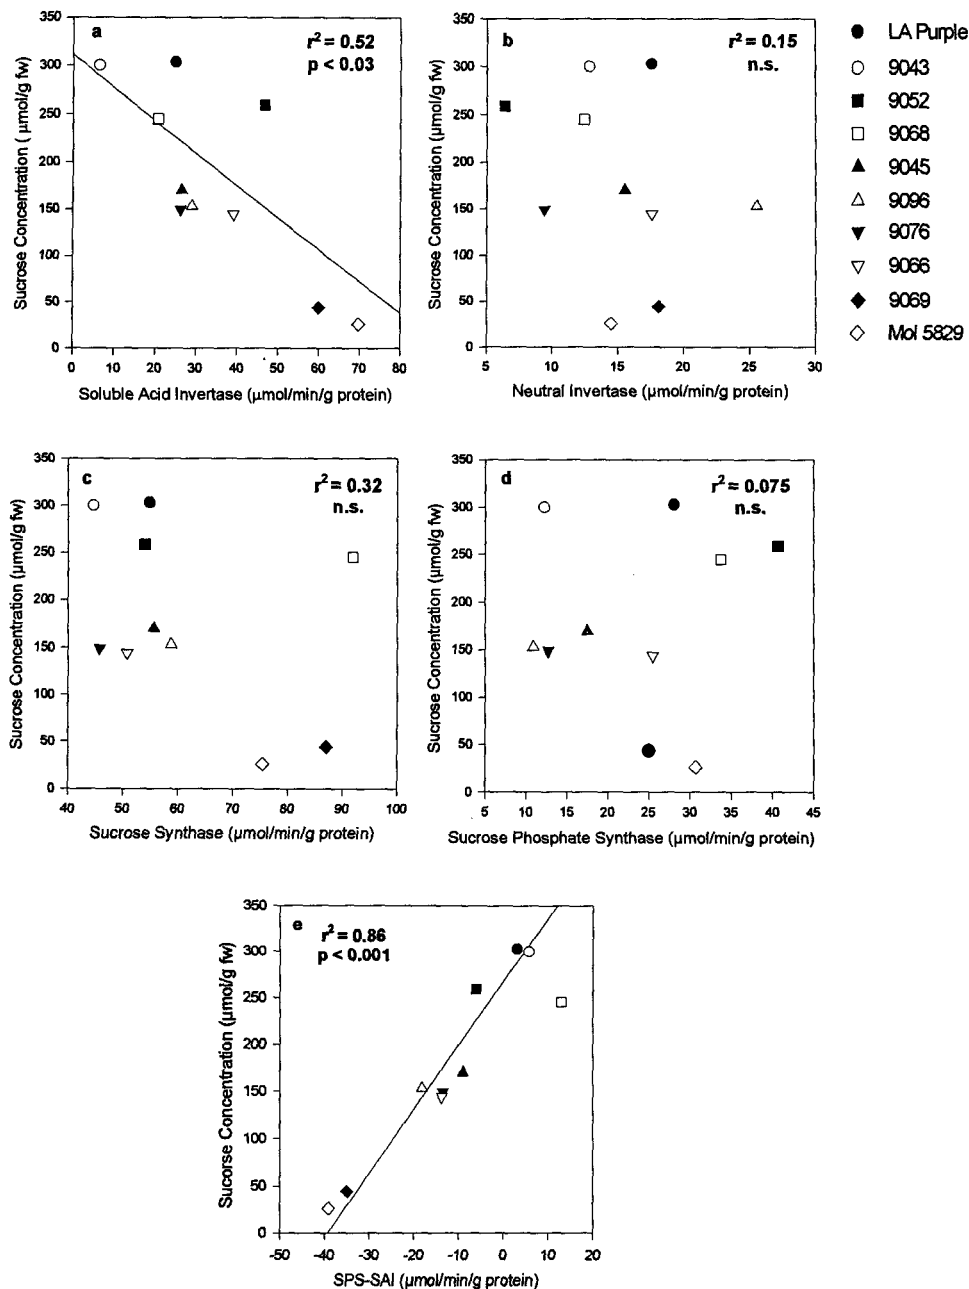 a
r² = 0.52
p < 0.03
350
300
250
200
150
100
50
0
0 10 20 30 40 50 60 70 80
Sucrose Concentration ( µmol/g fw)
Soluble Acid Invertase (µmol/min/g protein)
b
r² = 0.15
n.s.
350
300
250
200
150
100
50
0
5 10 15 20 25 30
Sucrose Concentration (µmol/g fw)
Neutral Invertase (µmol/min/g protein)
LA Purple
9043
9052
9068
9045
9096
9076
9066
9069
Mol 5829
c
r² = 0.32
n.s.
350
300
250
200
150
100
50
0
40 50 60 70 80 90 100
Sucrose Concentration (µmol/g fw)
Sucrose Synthase (µmol/min/g protein)
d
r² = 0.075
n.s.
350
300
250
200
150
100
50
0
5 10 15 20 25 30 35 40 45
Sucrose Concentration (µmol/g fw)
Sucrose Phosphate Synthase (µmol/min/g protein)
e
r² = 0.86
p < 0.001
350
300
250
200
150
100
50
0
-50 -40 -30 -20 -10 0 10 20
Sucorse Concentration (µmol/g fw)
SPS-SAI (µmol/min/g protein)